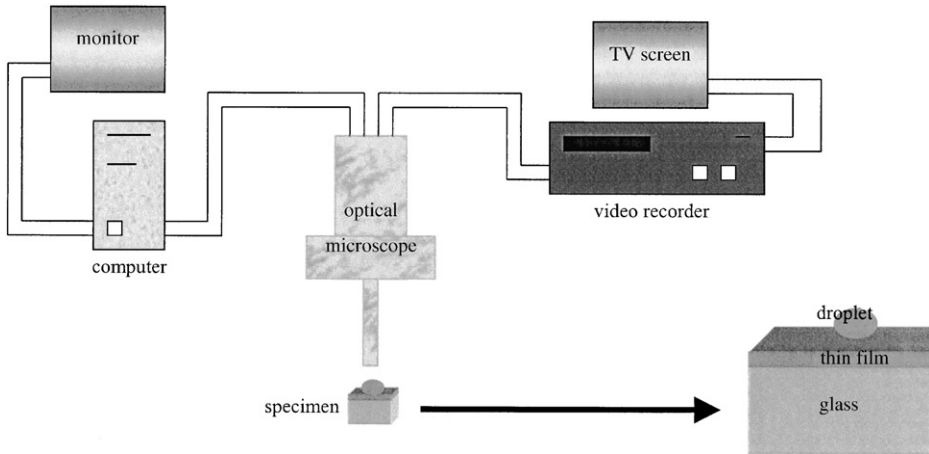 monitor
TV screen
optical
microscope
video recorder
computer
droplet
thin film
specimen
glass